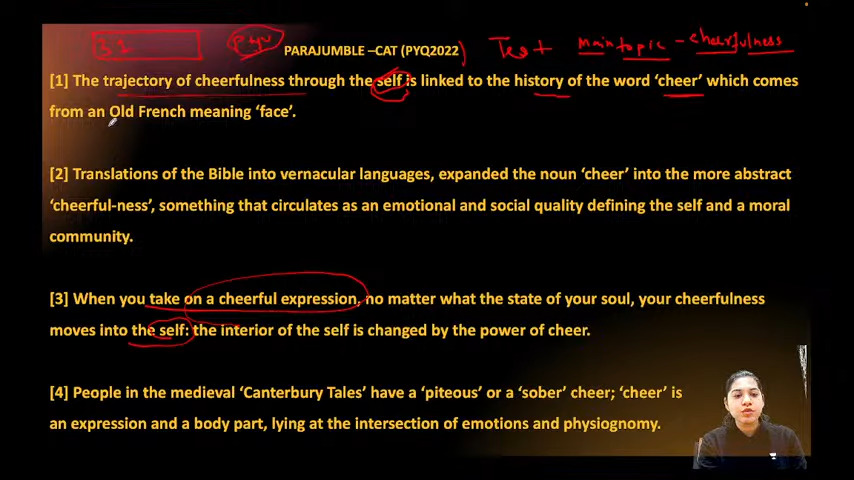 31 PYQ PARAJUMBLE –CAT (PYQ2022) Test main topic - cheerfulness
[1] The trajectory of cheerfulness through the self is linked to the history of the word ‘cheer’ which comes
from an Old French meaning ‘face’.
[2] Translations of the Bible into vernacular languages, expanded the noun ‘cheer’ into the more abstract
‘cheerful-ness’, something that circulates as an emotional and social quality defining the self and a moral
community.
[3] When you take on a cheerful expression, no matter what the state of your soul, your cheerfulness
moves into the self: the interior of the self is changed by the power of cheer.
[4] People in the medieval ‘Canterbury Tales’ have a ‘piteous’ or a ‘sober’ cheer; ‘cheer’ is
an expression and a body part, lying at the intersection of emotions and physiognomy.